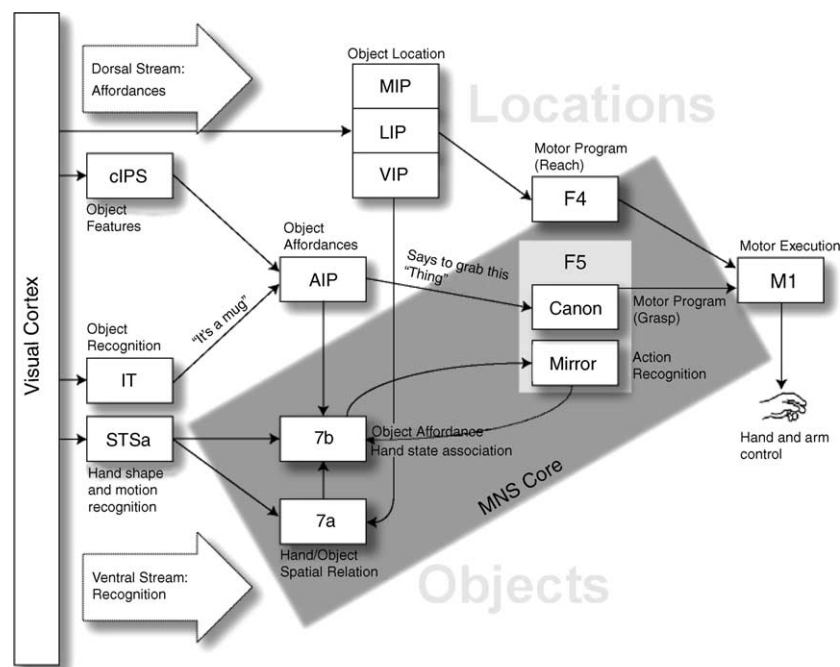 Visual Cortex
Dorsal Stream:
Affordances
Object Location
MIP
LIP
VIP
Locations
cIPS
Object
Features
Motor Program
(Reach)
F4
Object
Affordances
AIP
Says to grab this
"Thing"
F5
Canon
Motor Program
(Grasp)
Motor Execution
M1
"It's a mug"
Object
Recognition
IT
Mirror
Action
Recognition
Hand and arm
control
STSa
Hand shape
and motion
recognition
7b
Object Affordance-
Hand state association
7a
Hand/Object
Spatial Relation
MNS Core
Objects
Ventral Stream:
Recognition